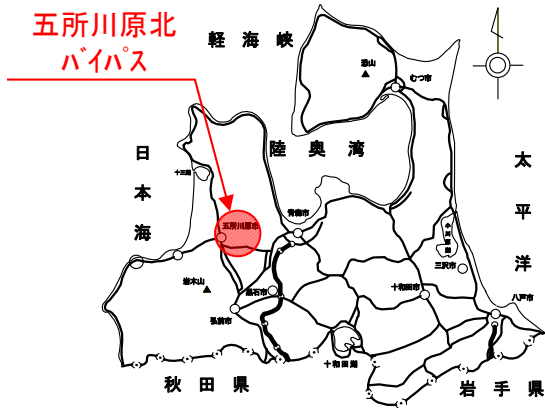 五所川原北
バイパス
軽海峡
恐山
むつ市
陸奥湾
日本海
太平洋
十三湖
五所川原市
青森市
小川原湖
三沢市
岩木山
黒石市
十和田市
弘前市
八戸市
十和田湖
秋田県
岩手県